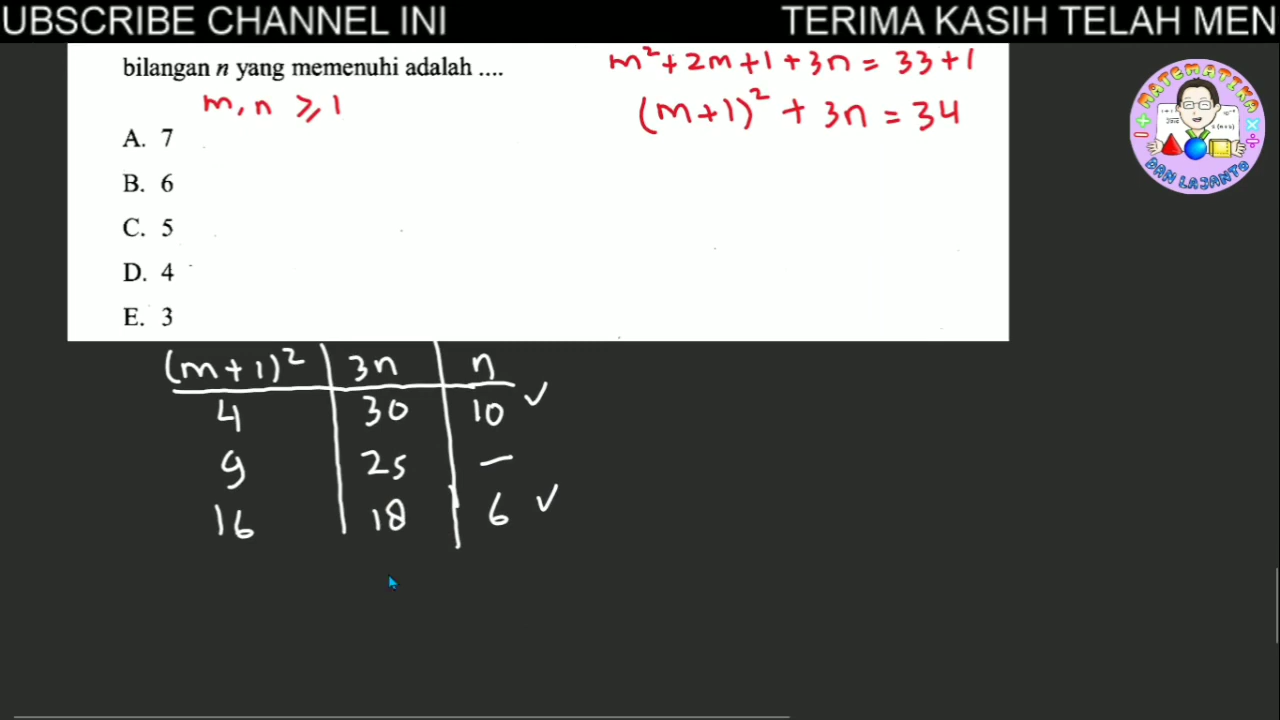 UBSCRIBE CHANNEL INI TERIMA KASIH TELAH MEN
bilangan n yang memenuhi adalah ....
m, n ⩾ 1
m² + 2m + 1 + 3n = 33 + 1
(m+1)² + 3n = 34
A. 7
B. 6
C. 5
D. 4
E. 3
(m+1)² 3n n
4 30 10 ✓
9 25 —
16 18 6 ✓
MATEMATIKA
DAN LAJANTO